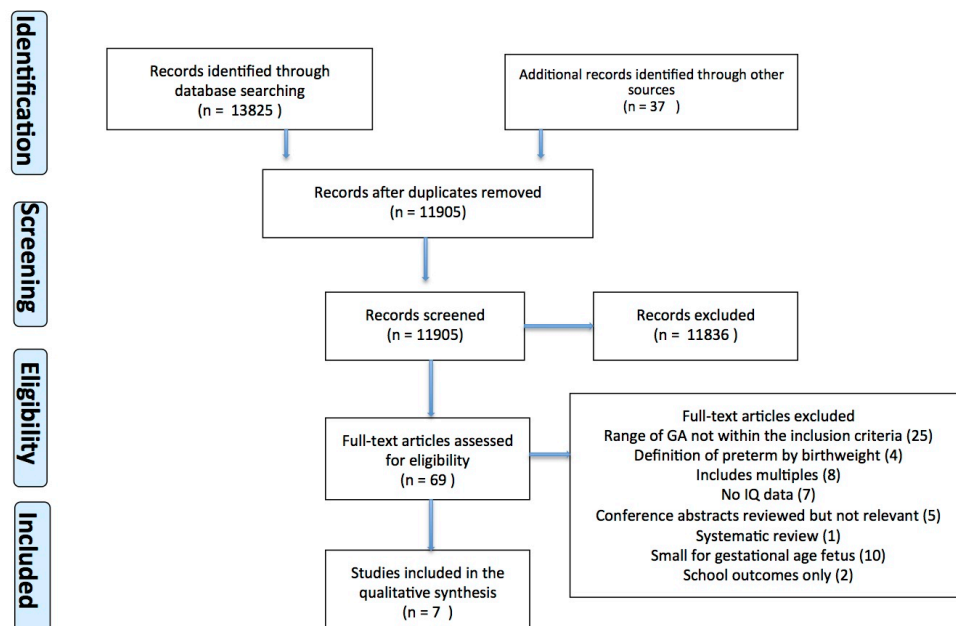 Identification
Records identified through
database searching
(n = 13825 )
Additional records identified through other
sources
(n = 37 )
Records after duplicates removed
(n = 11905)
Screening
Records screened
(n = 11905)
Records excluded
(n = 11836 )
Eligibility
Full-text articles assessed
for eligibility
(n = 69 )
Full-text articles excluded
Range of GA not within the inclusion criteria (25)
Definition of preterm by birthweight (4)
Includes multiples (8)
No IQ data (7)
Conference abstracts reviewed but not relevant (5)
Systematic review (1)
Small for gestational age fetus (10)
School outcomes only (2)
Included
Studies included in the
qualitative synthesis
(n = 7 )